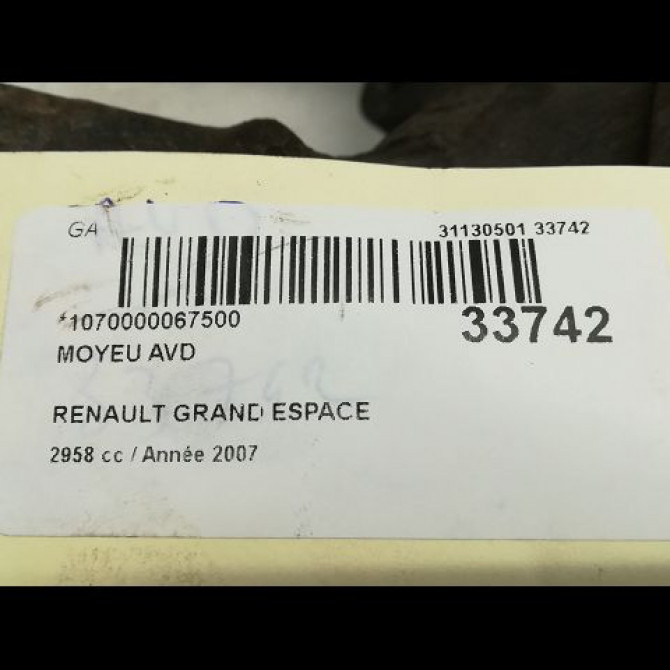 GA 31130501 33742
*1070000067500 33742
MOYEU AVD
RENAULT GRAND ESPACE
2958 cc / Année 2007